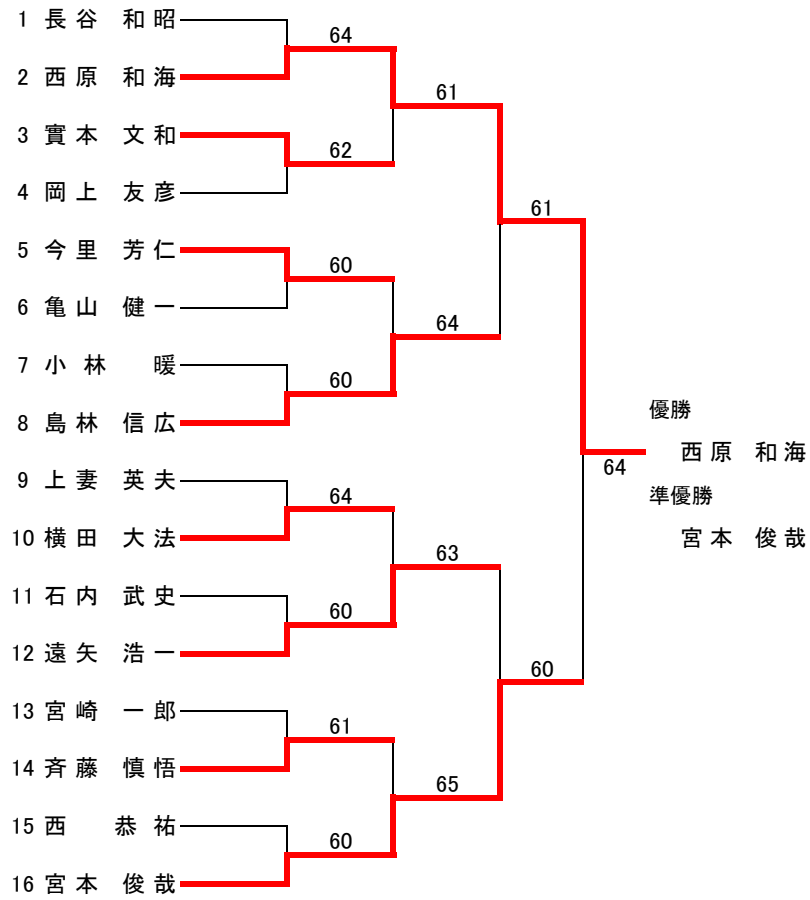 1 長谷 和昭
64
2 西原 和海
61
3 實本 文和
62
4 岡上 友彦
61
5 今里 芳仁
60
6 亀山 健一
64
7 小林 暖
60
8 島林 信広
優勝
西原 和海
64
9 上妻 英夫
準優勝
64
10 横田 大法
宮本 俊哉
63
11 石内 武史
60
12 遠矢 浩一
60
13 宮崎 一郎
61
14 斉藤 慎悟
65
15 西 恭祐
60
16 宮本 俊哉